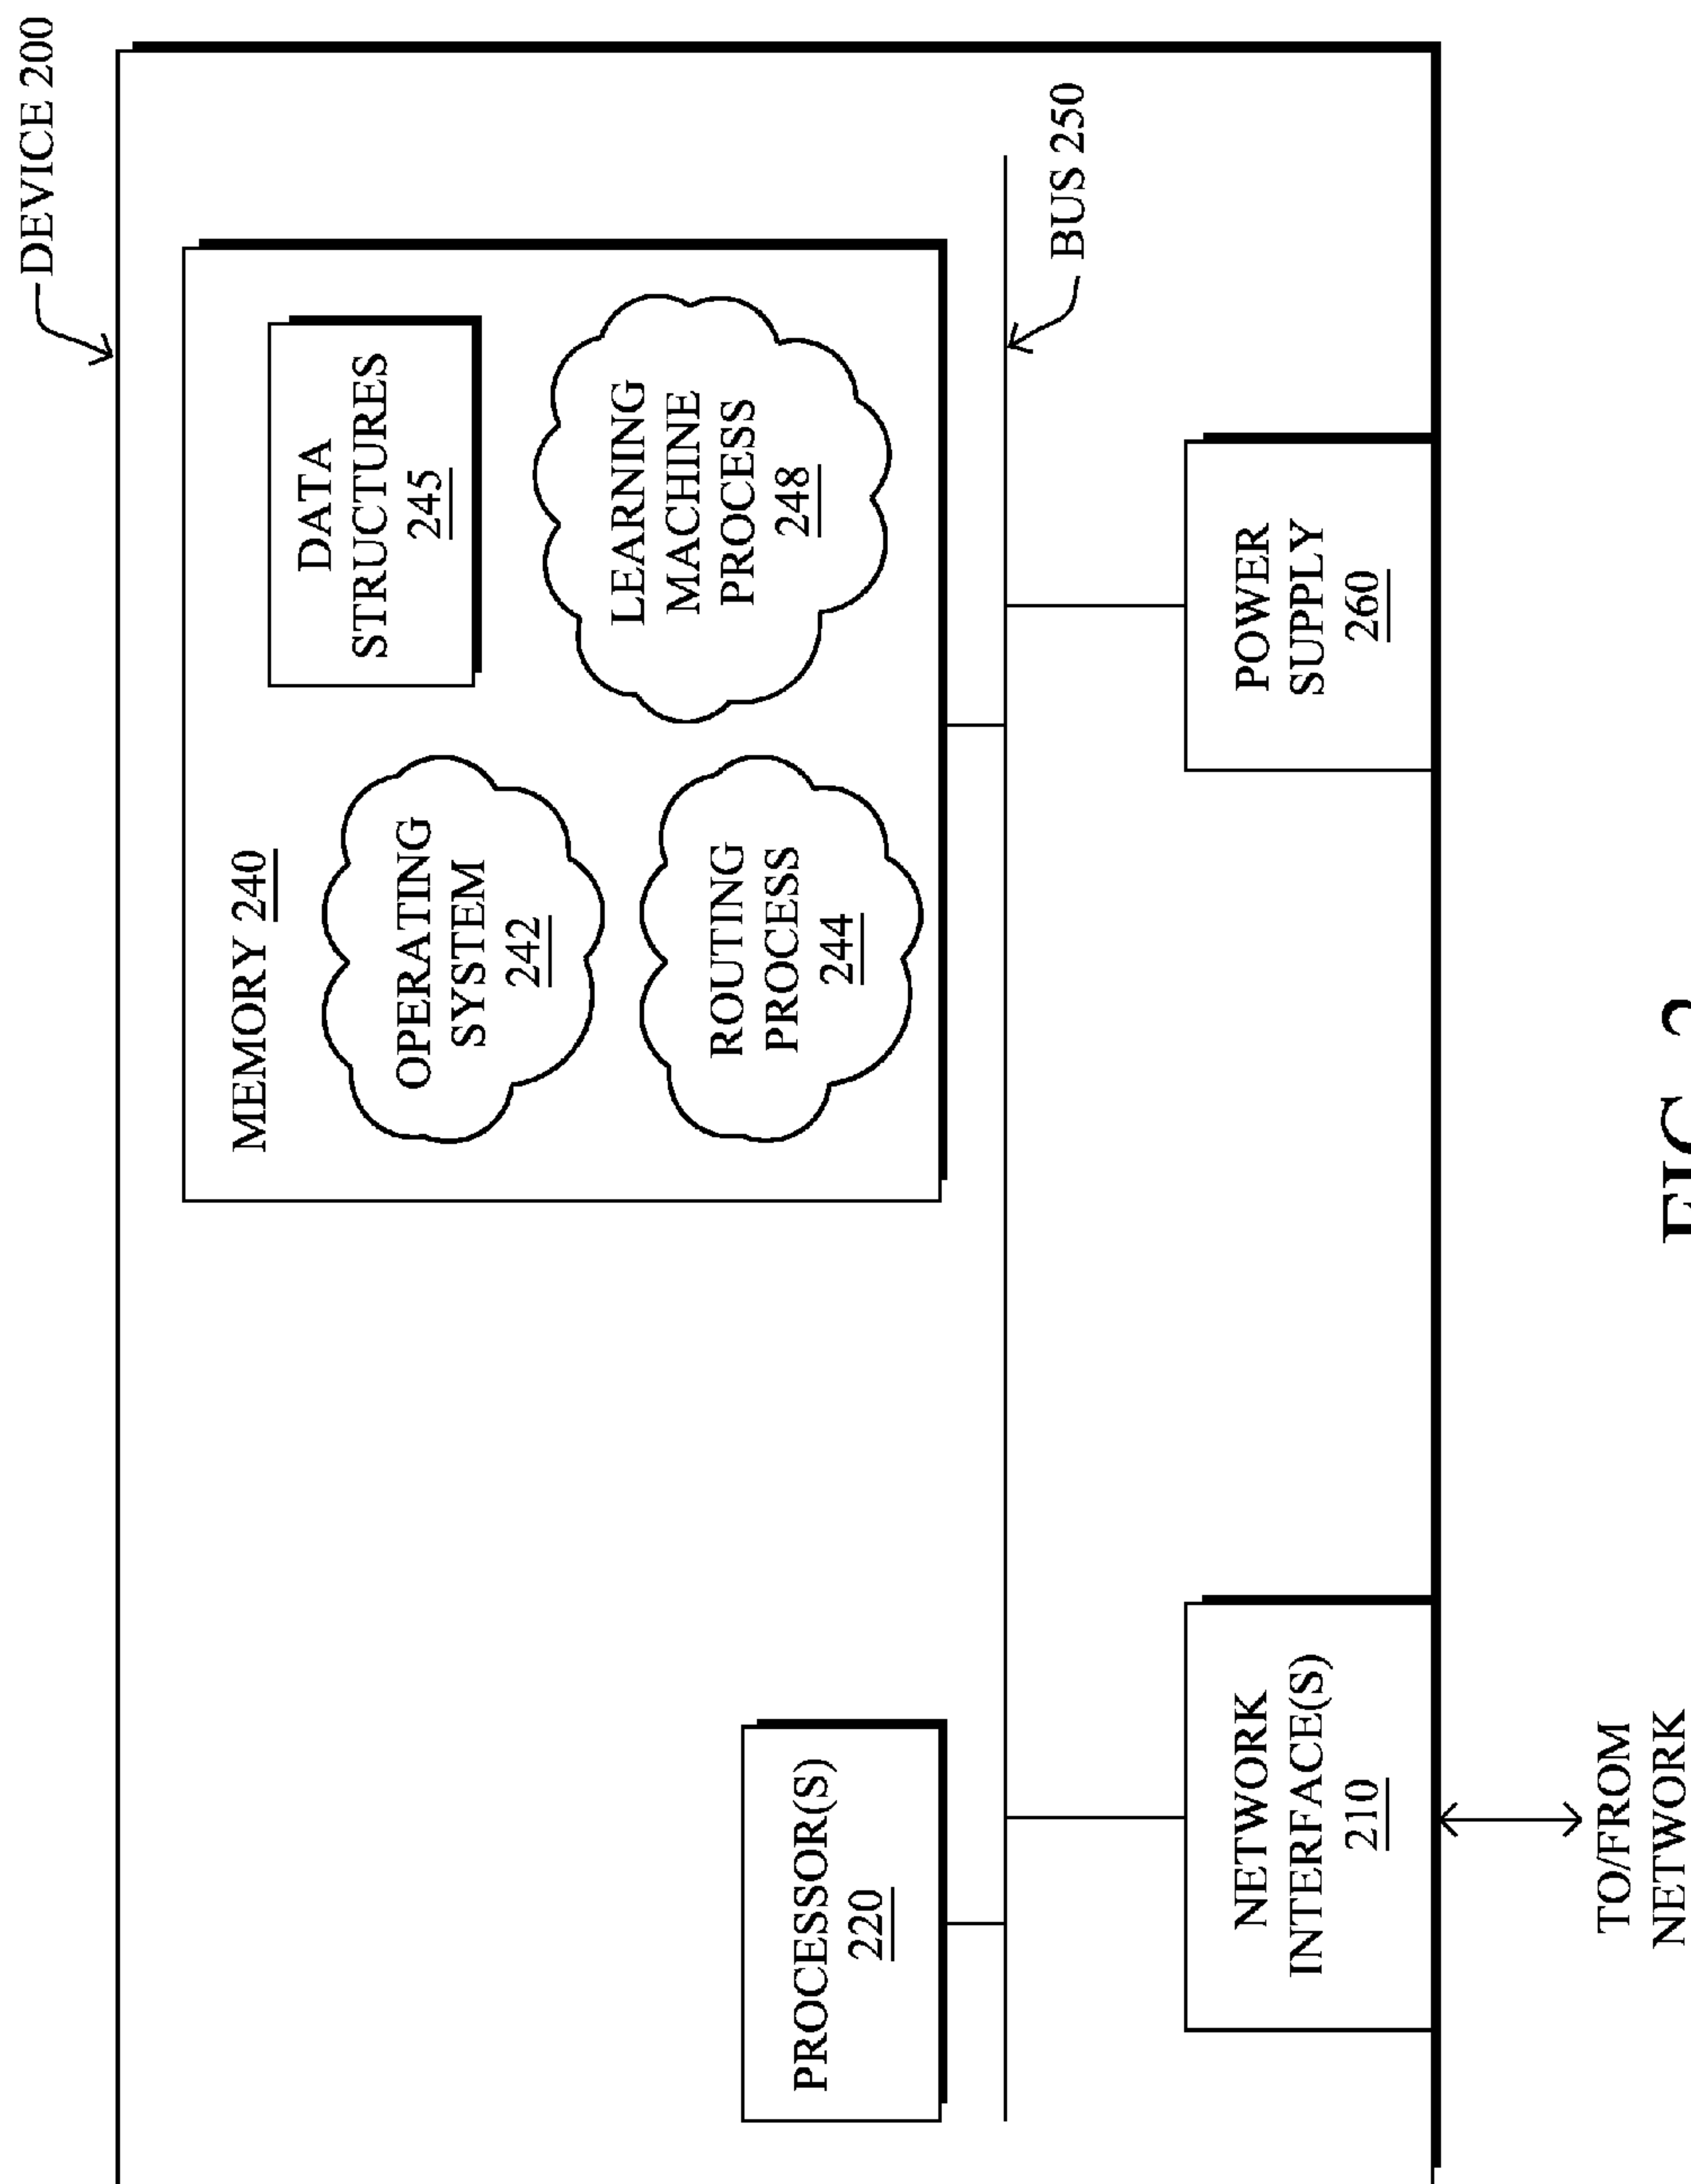 DEVICE 200
MEMORY 240
OPERATING
SYSTEM
242
DATA
STRUCTURES
245
ROUTING
PROCESS
244
LEARNING
MACHINE
PROCESS
248
PROCESSOR(S)
220
BUS 250
NETWORK
INTERFACE(S)
210
POWER
SUPPLY
260
TO/FROM
NETWORK